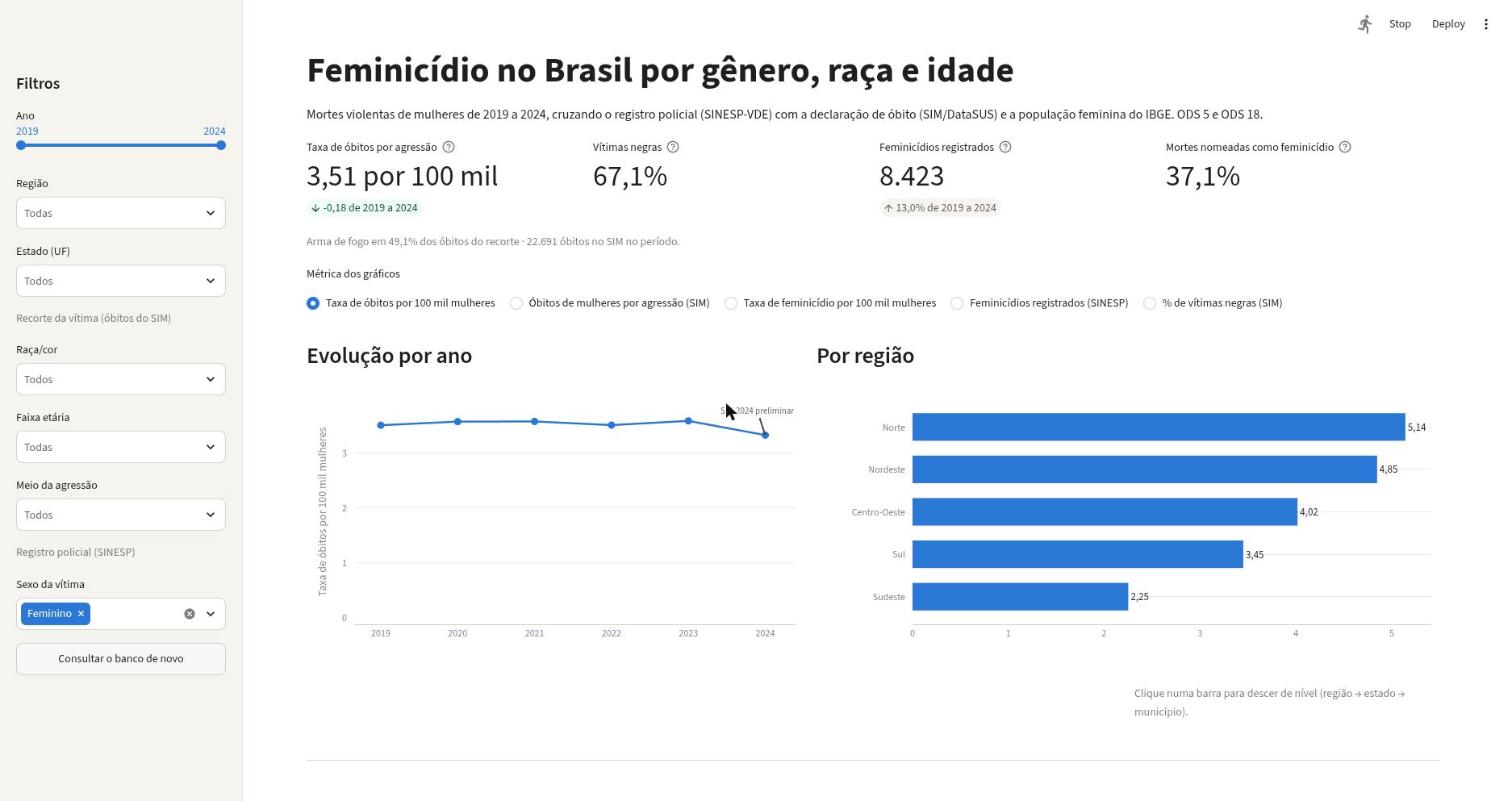 Stop
Deploy
Filtros
Ano
2019
2024
Região
Todas
Estado (UF)
Todos
Recorte da vítima (óbitos do SIM)
Raça/cor
Todos
Faixa etária
Todas
Meio da agressão
Todos
Registro policial (SINESP)
Sexo da vítima
Feminino ×
Consultar o banco de novo
Feminicídio no Brasil por gênero, raça e idade
Mortes violentas de mulheres de 2019 a 2024, cruzando o registro policial (SINESP-VDE) com a declaração de óbito (SIM/DataSUS) e a população feminina do IBGE. ODS 5 e ODS 18.
Taxa de óbitos por agressão
3,51 por 100 mil
↓ -0,18 de 2019 a 2024
Vítimas negras
67,1%
Feminicídios registrados
8.423
↑ 13,0% de 2019 a 2024
Mortes nomeadas como feminicídio
37,1%
Arma de fogo em 49,1% dos óbitos do recorte · 22.691 óbitos no SIM no período.
Métrica dos gráficos
Taxa de óbitos por 100 mil mulheres
Óbitos de mulheres por agressão (SIM)
Taxa de feminicídio por 100 mil mulheres
Feminicídios registrados (SINESP)
% de vítimas negras (SIM)
Evolução por ano
2024 preliminar
Taxa de óbitos por 100 mil mulheres
3
2
1
0
2019
2020
2021
2022
2023
2024
Por região
Norte
5,14
Nordeste
4,85
Centro-Oeste
4,02
Sul
3,45
Sudeste
2,25
0
1
2
3
4
5
Clique numa barra para descer de nível (região → estado →
município).